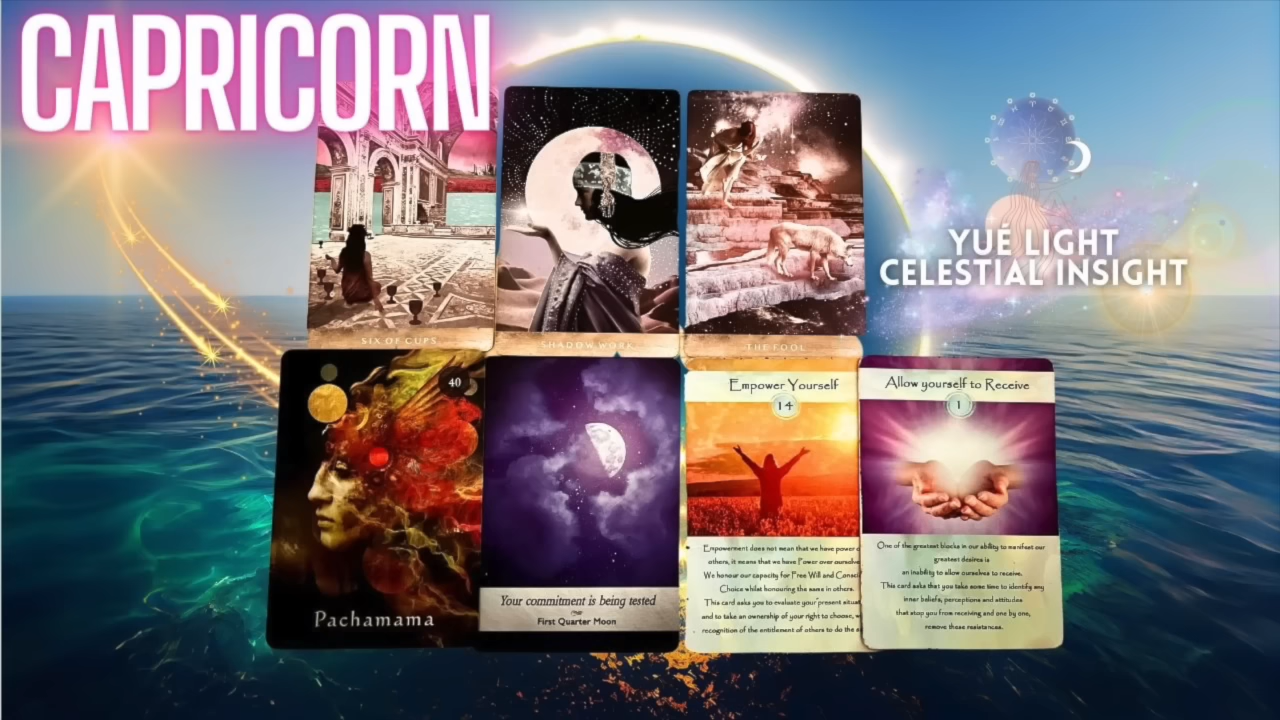 CAPRICORN
YUÉ LIGHT
CELESTIAL INSIGHT
SIX OF CUPS
SHADOW WORK
THE FOOL
40
Pachamama
Your commitment is being tested
First Quarter Moon
Empower Yourself
14
Empowerment does not mean that we have power
others, it means that we have Power over
We honour our capacity for Free Will and
Choice whilst honouring the same in others.
This card asks you to evaluate your present
and to take an ownership of your right to choose,
recognition of the entitlement of others to do the
Allow yourself to Receive
1
One of the greatest blocks in our ability to manifest our
greatest desires is
an inability to allow ourselves to receive.
This card asks that you take some time to identify any
inner beliefs, perceptions and attitudes
that stop you from receiving and one by one,
remove these resistances.